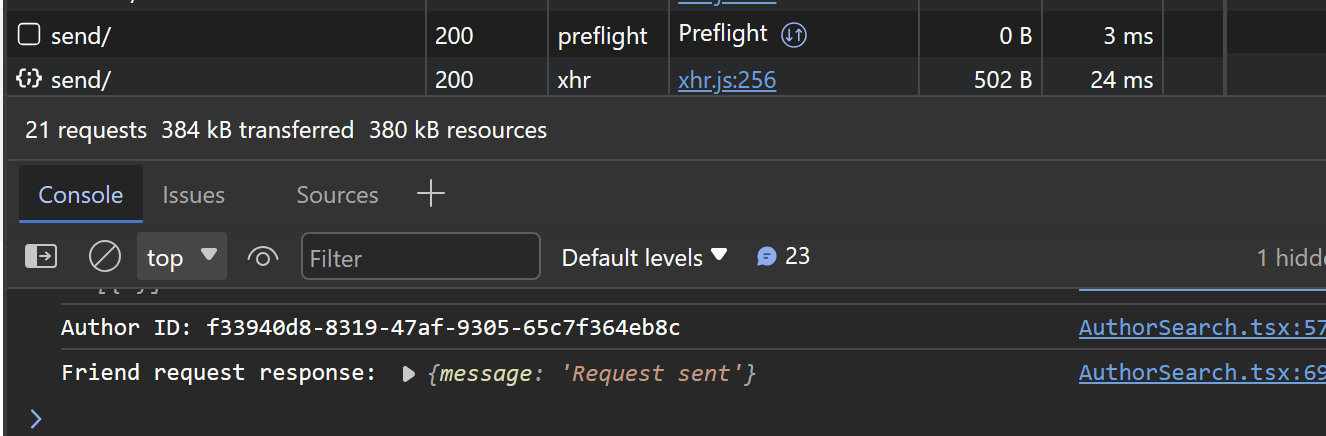 send/ 200 preflight Preflight 0 B 3 ms
send/ 200 xhr xhr.js:256 502 B 24 ms
21 requests 384 kB transferred 380 kB resources
Console Issues Sources
top Filter Default levels 23 1 hidde
Author ID: f33940d8-8319-47af-9305-65c7f364eb8c AuthorSearch.tsx:57
Friend request response: {message: 'Request sent'} AuthorSearch.tsx:69